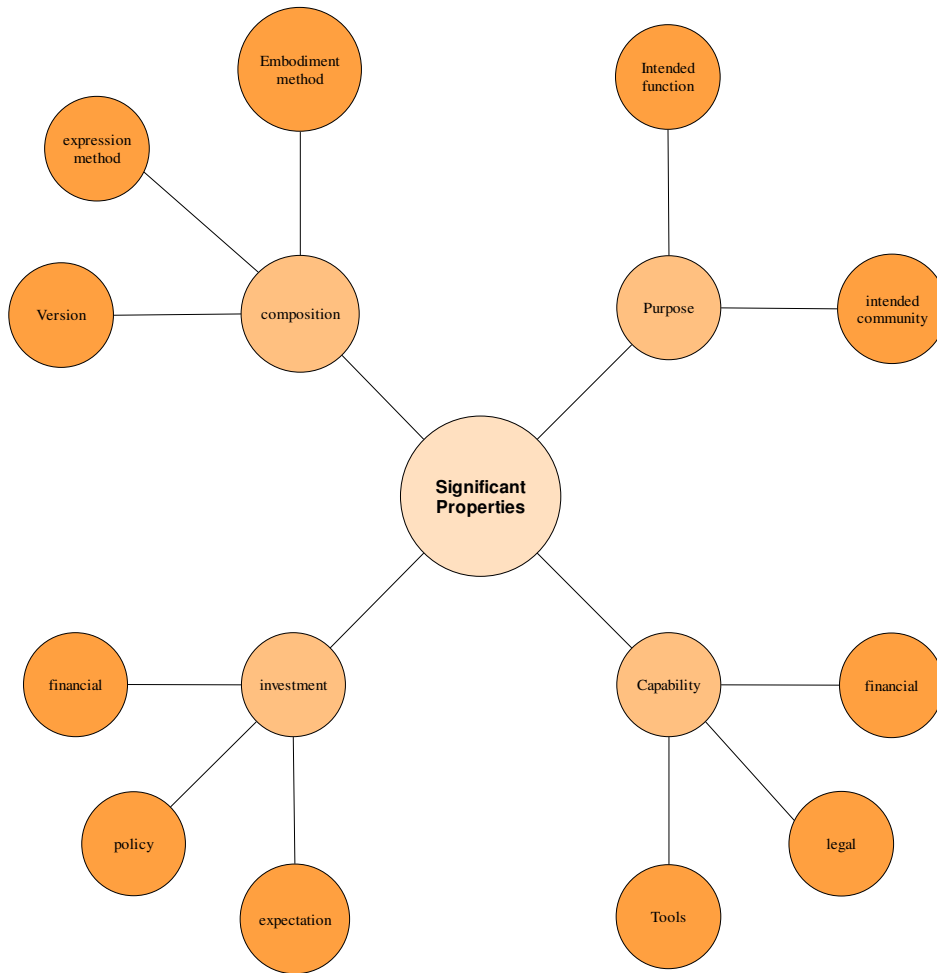 Embodiment
method
Intended
function
expression
method
Version
composition
Purpose
intended
community
Significant
Properties
financial
investment
Capability
financial
policy
legal
expectation
Tools